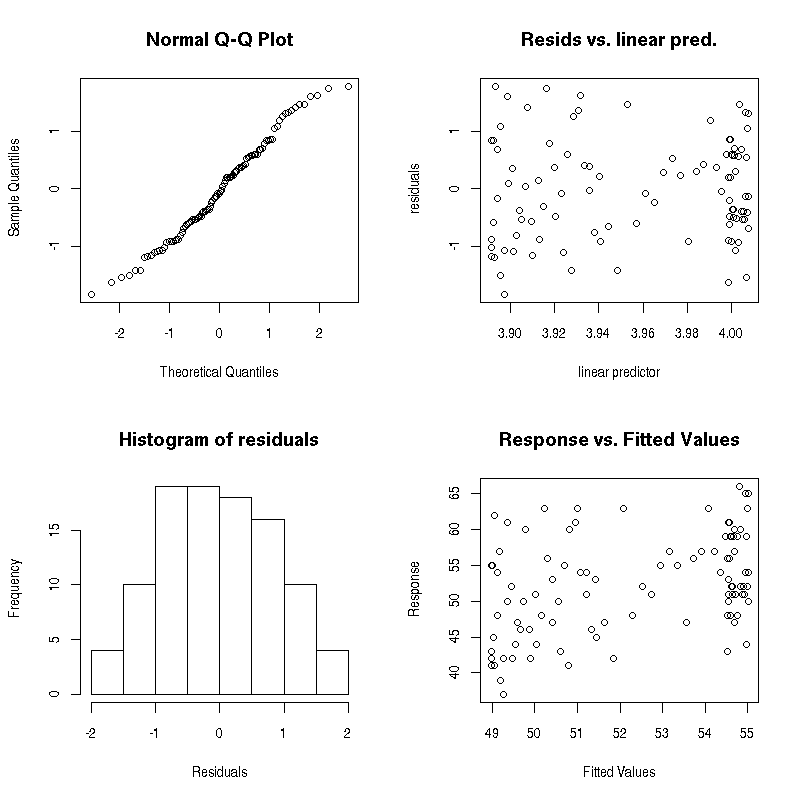 Normal Q-Q Plot
Sample Quantiles
1
0
-1
-2 -1 0 1 2
Theoretical Quantiles
Resids vs. linear pred.
residuals
1
0
-1
3.90 3.92 3.94 3.96 3.98 4.00
linear predictor
Histogram of residuals
Frequency
15
10
5
0
-2 -1 0 1 2
Residuals
Response vs. Fitted Values
Response
65
60
55
50
45
40
49 50 51 52 53 54 55
Fitted Values